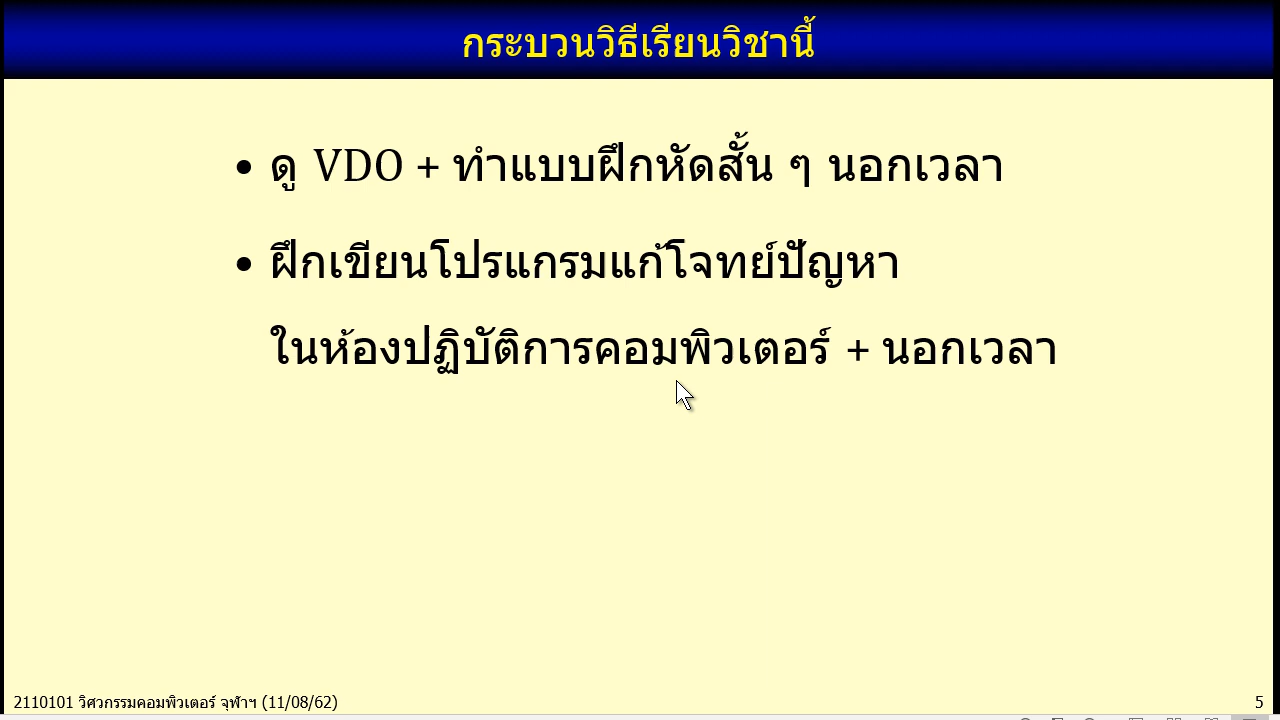 กระบวนวิธีเรียนวิชานี้
• ดู VDO + ทำแบบฝึกหัดสั้น ๆ นอกเวลา
• ฝึกเขียนโปรแกรมแก้โจทย์ปัญหา
ในห้องปฏิบัติการคอมพิวเตอร์ + นอกเวลา
2110101 วิศวกรรมคอมพิวเตอร์ จุฬาฯ (11/08/62)
5